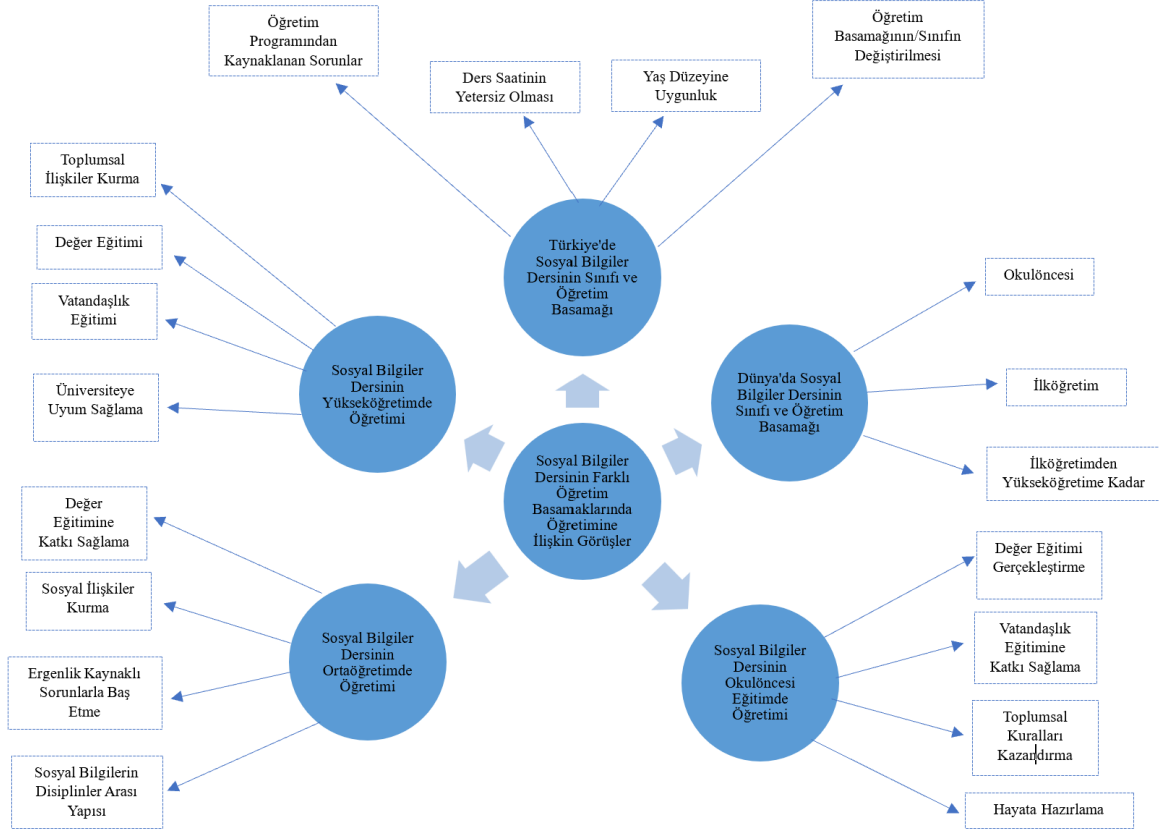 Öğretim
Programından
Kaynaklanan Sorunlar
Ders Saatinin
Yetersiz Olması
Yaş Düzeyine
Uygunluk
Öğretim
Basamağının/Sınıfın
Değiştirilmesi
Toplumsal
İlişkiler Kurma
Değer Eğitimi
Vatandaşlık
Eğitimi
Üniversiteye
Uyum Sağlama
Türkiye'de
Sosyal Bilgiler
Dersinin Sınıfı ve
Öğretim
Basamağı
Sosyal Bilgiler
Dersinin
Yükseköğretimde
Öğretimi
Dünya'da Sosyal
Bilgiler Dersinin
Sınıfı ve Öğretim
Basamağı
Okulöncesi
İlköğretim
İlköğretimden
Yükseköğretime Kadar
Sosyal Bilgiler
Dersinin Farklı
Öğretim
Basamaklarında
Öğretimine
İlişkin Görüşler
Değer
Eğitimine
Katkı Sağlama
Sosyal İlişkiler
Kurma
Ergenlik Kaynaklı
Sorunlarla Baş
Etme
Sosyal Bilgilerin
Disiplinler Arası
Yapısı
Sosyal Bilgiler
Dersinin
Ortaöğretimde
Öğretimi
Sosyal Bilgiler
Dersinin
Okulöncesi
Eğitimde
Öğretimi
Değer Eğitimi
Gerçekleştirme
Vatandaşlık
Eğitimine
Katkı Sağlama
Toplumsal
Kuralları
Kazandırma
Hayata Hazırlama